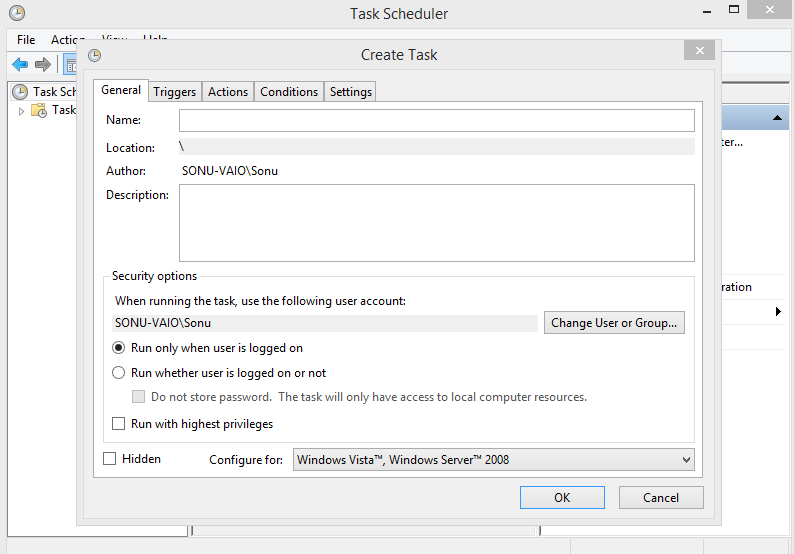 Task Scheduler
File Action View Help
Create Task
Task Sch
Task
General Triggers Actions Conditions Settings
Name:
Location: \
Author: SONU-VAIO\Sonu
Description:
Security options
When running the task, use the following user account:
SONU-VAIO\Sonu Change User or Group...
Run only when user is logged on
Run whether user is logged on or not
Do not store password. The task will only have access to local computer resources.
Run with highest privileges
Hidden Configure for: Windows Vista™, Windows Server™ 2008
OK Cancel
ter...
ration